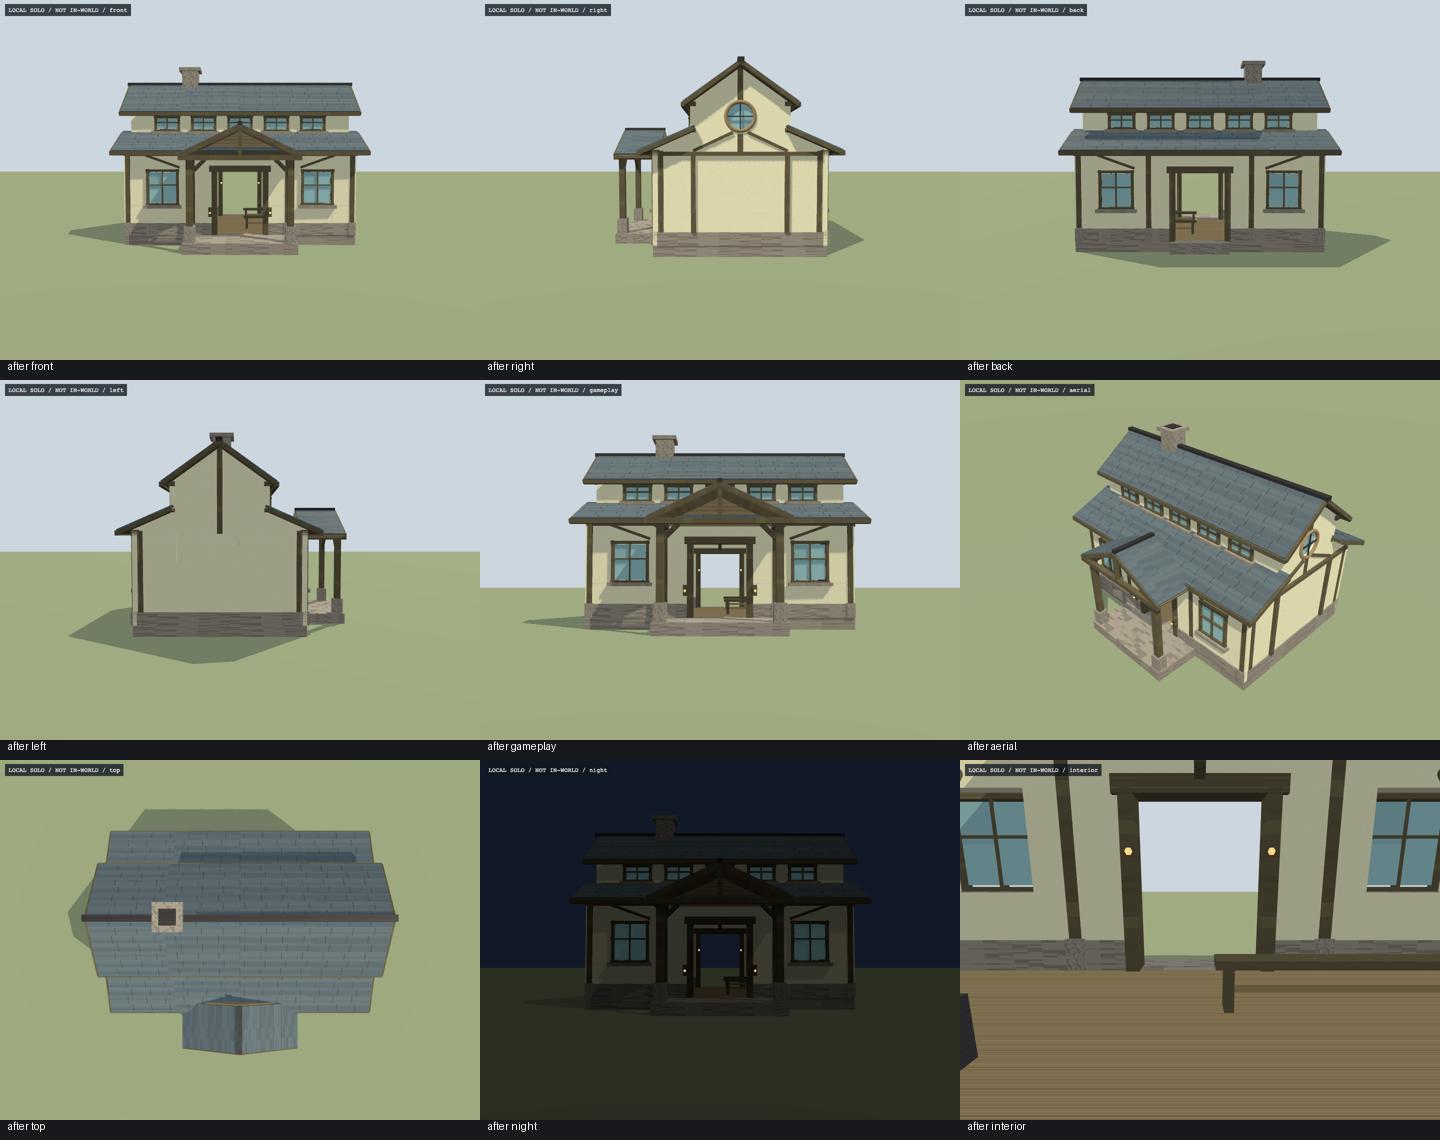 LOCAL SOLO / NOT IN-WORLD / front
LOCAL SOLO / NOT IN-WORLD / right
LOCAL SOLO / NOT IN-WORLD / back
after front
after right
after back
LOCAL SOLO / NOT IN-WORLD / left
LOCAL SOLO / NOT IN-WORLD / gameplay
LOCAL SOLO / NOT IN-WORLD / aerial
after left
after gameplay
after aerial
LOCAL SOLO / NOT IN-WORLD / top
LOCAL SOLO / NOT IN-WORLD / night
LOCAL SOLO / NOT IN-WORLD / interior
after top
after night
after interior